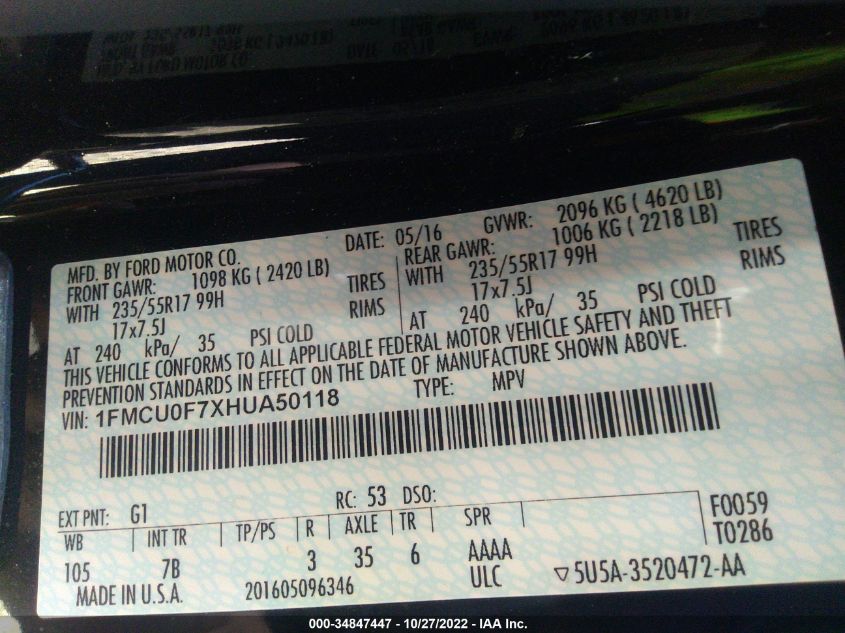 MFD. BY FORD MOTOR CO.
DATE: 05/16 GVWR: 2096 KG ( 4620 LB)
FRONT GAWR: 1098 KG ( 2420 LB)
WITH 235/55R17 99H TIRES
17x7.5J RIMS
AT 240 kPa/ 35 PSI COLD
REAR GAWR: 1006 KG ( 2218 LB)
WITH 235/55R17 99H TIRES
17x7.5J RIMS
AT 240 kPa/ 35 PSI COLD
THIS VEHICLE CONFORMS TO ALL APPLICABLE FEDERAL MOTOR VEHICLE SAFETY AND THEFT
PREVENTION STANDARDS IN EFFECT ON THE DATE OF MANUFACTURE SHOWN ABOVE.
VIN: 1FMCU0F7XHUA50118 TYPE: MPV
EXT PNT: G1 RC: 53 DSO:
WB INT TR TP/PS R AXLE TR SPR
105 7B 3 35 6 AAAA
ULC
F0059
T0286
MADE IN U.S.A. 201605096346 ▽5U5A-3520472-AA
000-34847447 - 10/27/2022 - IAA Inc.